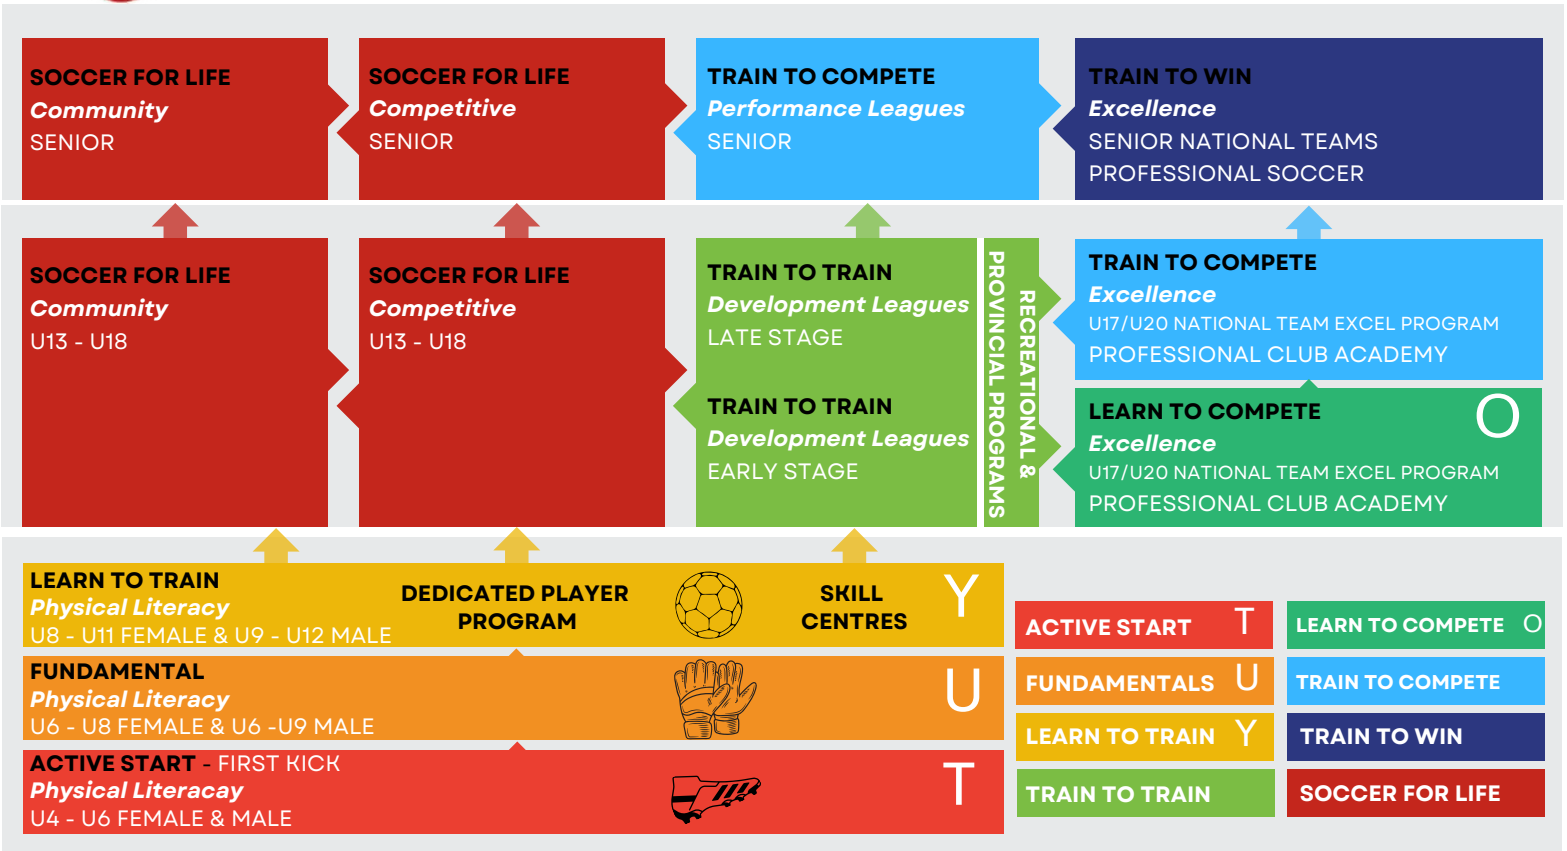 SOCCER FOR LIFE
Community
SENIOR
SOCCER FOR LIFE
Competitive
SENIOR
TRAIN TO COMPETE
Performance Leagues
SENIOR
TRAIN TO WIN
Excellence
SENIOR NATIONAL TEAMS
PROFESSIONAL SOCCER
SOCCER FOR LIFE
Community
U13 - U18
SOCCER FOR LIFE
Competitive
U13 - U18
TRAIN TO TRAIN
Development Leagues
LATE STAGE
TRAIN TO TRAIN
Development Leagues
EARLY STAGE
RECREATIONAL &
PROVINCIAL PROGRAMS
TRAIN TO COMPETE
Excellence
U17/U20 NATIONAL TEAM EXCEL PROGRAM
PROFESSIONAL CLUB ACADEMY
LEARN TO COMPETE O
Excellence
U17/U20 NATIONAL TEAM EXCEL PROGRAM
PROFESSIONAL CLUB ACADEMY
LEARN TO TRAIN
Physical Literacy
U8 - U11 FEMALE & U9 - U12 MALE
DEDICATED PLAYER
PROGRAM
SKILL
CENTRES
Y
FUNDAMENTAL
Physical Literacy
U6 - U8 FEMALE & U6 -U9 MALE
U
ACTIVE START - FIRST KICK
Physical Literacay
U4 - U6 FEMALE & MALE
T
ACTIVE START T
FUNDAMENTALS U
LEARN TO TRAIN Y
TRAIN TO TRAIN
LEARN TO COMPETE O
TRAIN TO COMPETE
TRAIN TO WIN
SOCCER FOR LIFE